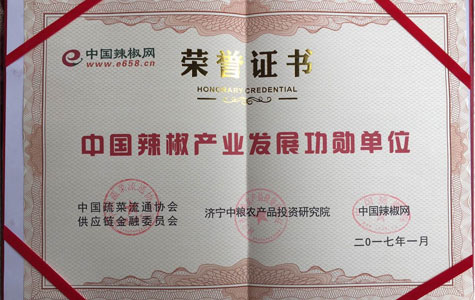 中国辣椒网
www.e658.cn
荣誉证书
HONORARY CREDENTIAL
中国辣椒产业发展功勋单位
中国蔬菜流通协会
供应链金融委员会
济宁中粮农产品投资研究院
中国辣椒网
二〇一七年一月